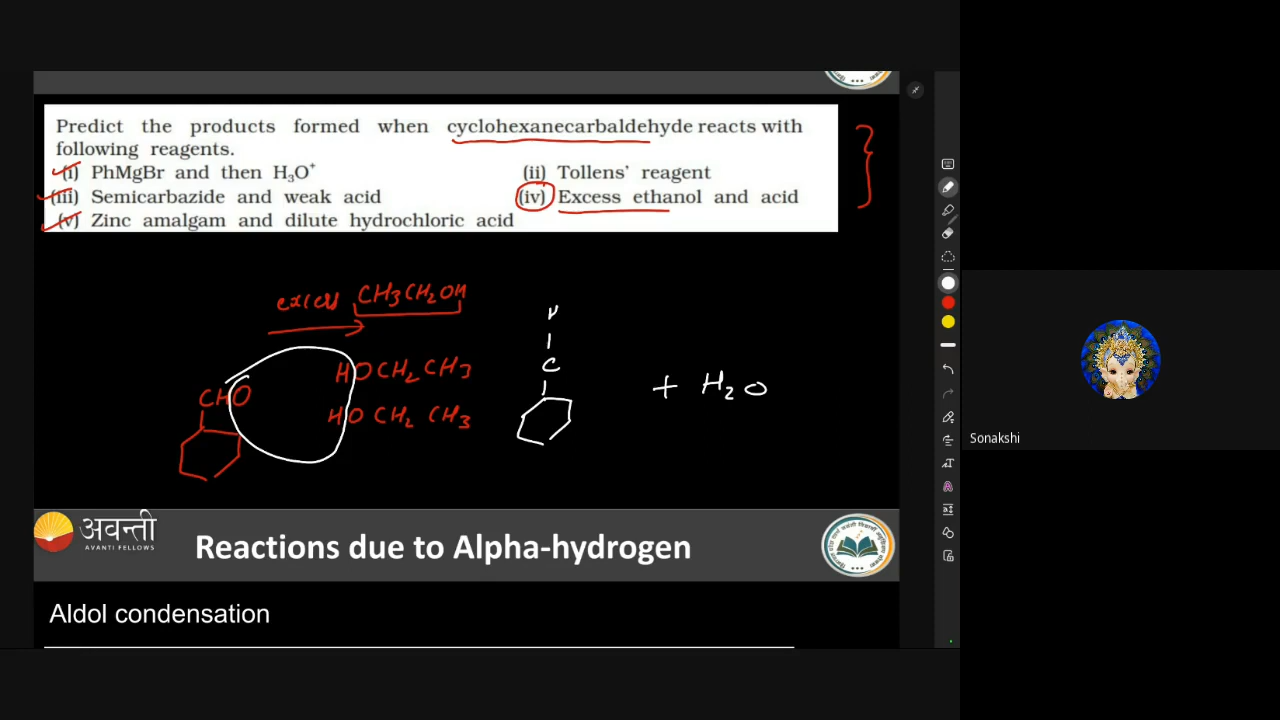 Predict the products formed when cyclohexanecarbaldehyde reacts with
following reagents.
(i) PhMgBr and then H₃O⁺ (ii) Tollens' reagent
(iii) Semicarbazide and weak acid (iv) Excess ethanol and acid
(v) Zinc amalgam and dilute hydrochloric acid
excess CH3CH2OH
HOCH2CH3
CHO
HOCH2CH3
C
+ H2O
अवन्ती
AVANTI FELLOWS
Reactions due to Alpha-hydrogen
Aldol condensation
Sonakshi